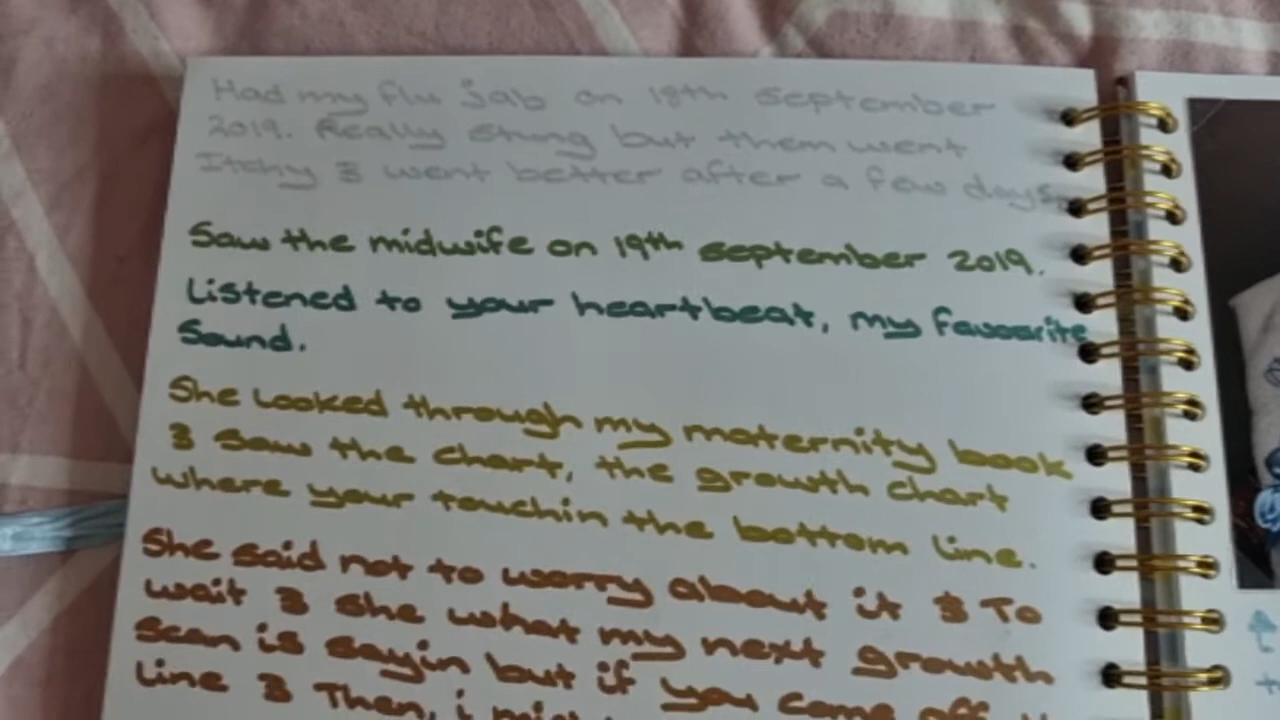 Had my flu jab on 18th september
2019. Really stung but them went
Itchy & went better after a few days.
Saw the midwife on 19th september 2019.
Listened to your heartbeat, my favourite
Sound.
She looked through my maternity book
& saw the chart, the growth chart
where your touchin the bottom line.
She said not to worry about it & To
wait & she what my next growth
scan is sayin but if you come off
line & Then, i